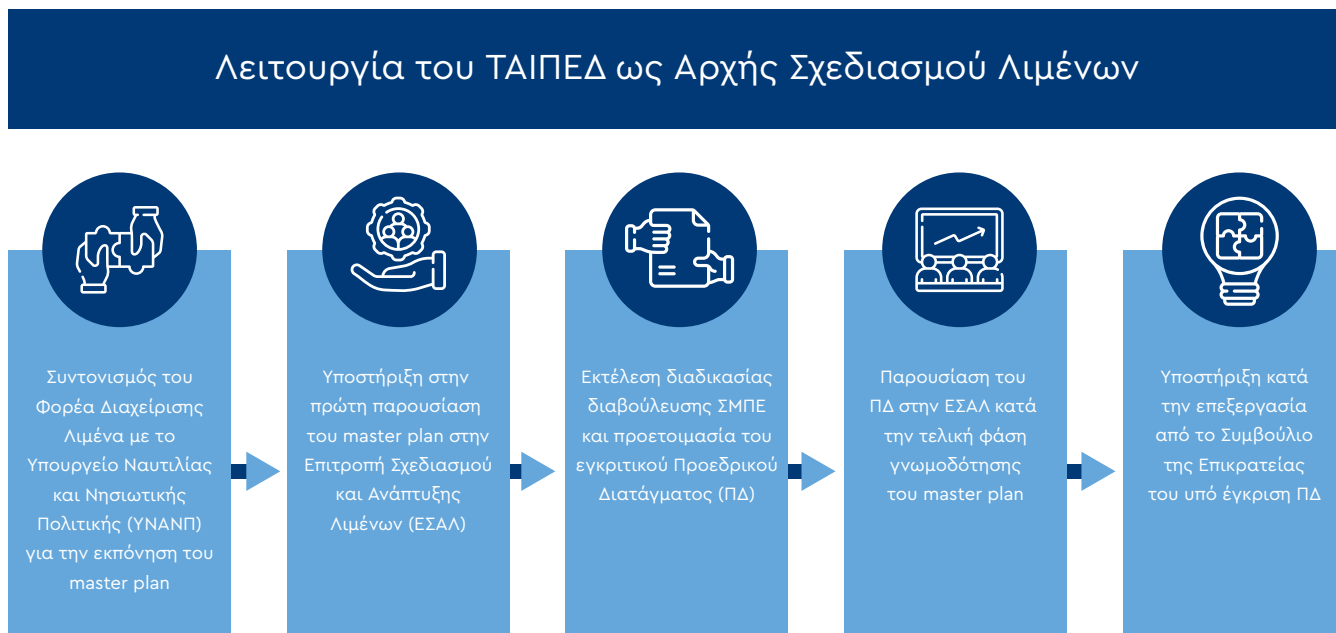 Λειτουργία του ΤΑΙΠΕΔ ως Αρχής Σχεδιασμού Λιμένων
Συντονισμός του
Φορέα Διαχείρισης
Λιμένα με το
Υπουργείο Ναυτιλίας
και Νησιωτικής
Πολιτικής (ΥΝΑΝΠ)
για την εκπόνηση του
master plan
Υποστήριξη στην
πρώτη παρουσίαση
του master plan στην
Επιτροπή Σχεδιασμού
και Ανάπτυξης
Λιμένων (ΕΣΑΛ)
Εκτέλεση διαδικασίας
διαβούλευσης ΣΜΠΕ
και προετοιμασία του
εγκριτικού Προεδρικού
Διατάγματος (ΠΔ)
Παρουσίαση του
ΠΔ στην ΕΣΑΛ κατά
την τελική φάση
γνωμοδότησης
του master plan
Υποστήριξη κατά
την επεξεργασία
από το Συμβούλιο
της Επικρατείας
του υπό έγκριση ΠΔ